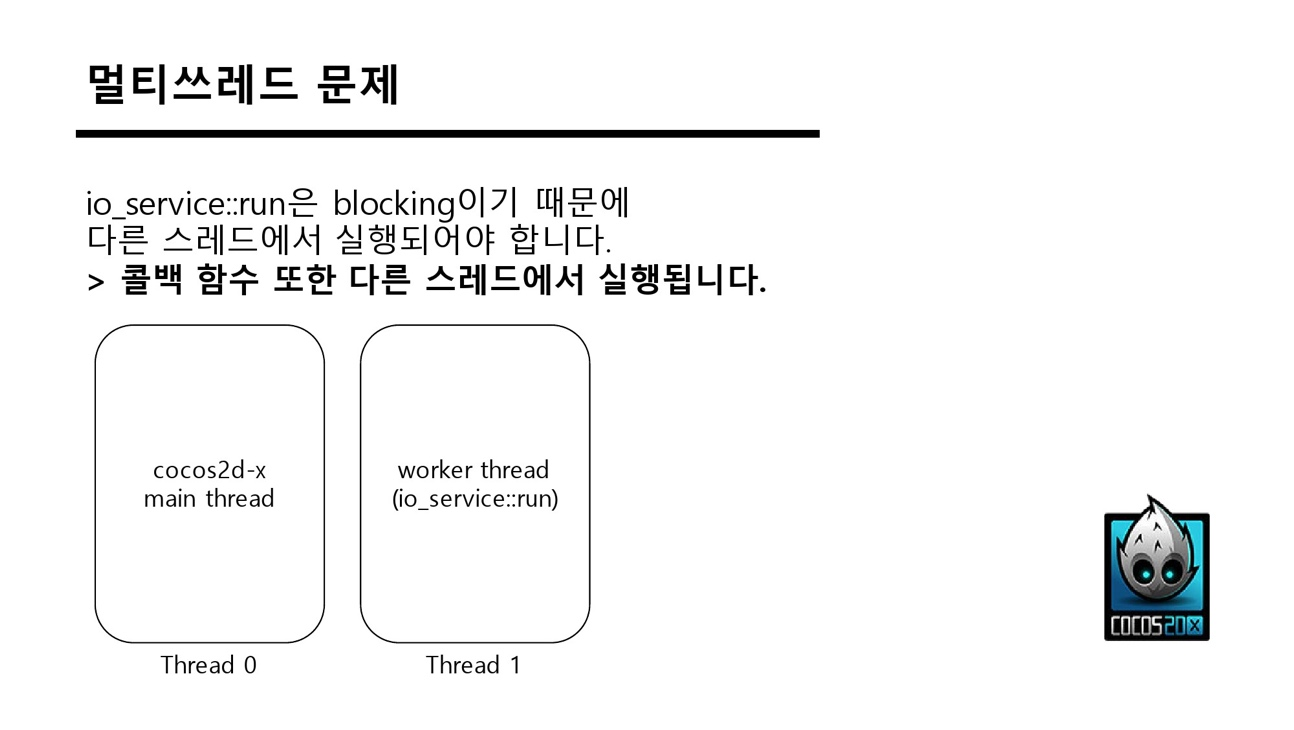 멀티쓰레드 문제
io_service::run은 blocking이기 때문에
다른 스레드에서 실행되어야 합니다.
> 콜백 함수 또한 다른 스레드에서 실행됩니다.
cocos2d-x
main thread
worker thread
(io_service::run)
Thread 0
Thread 1
COCOS2DX